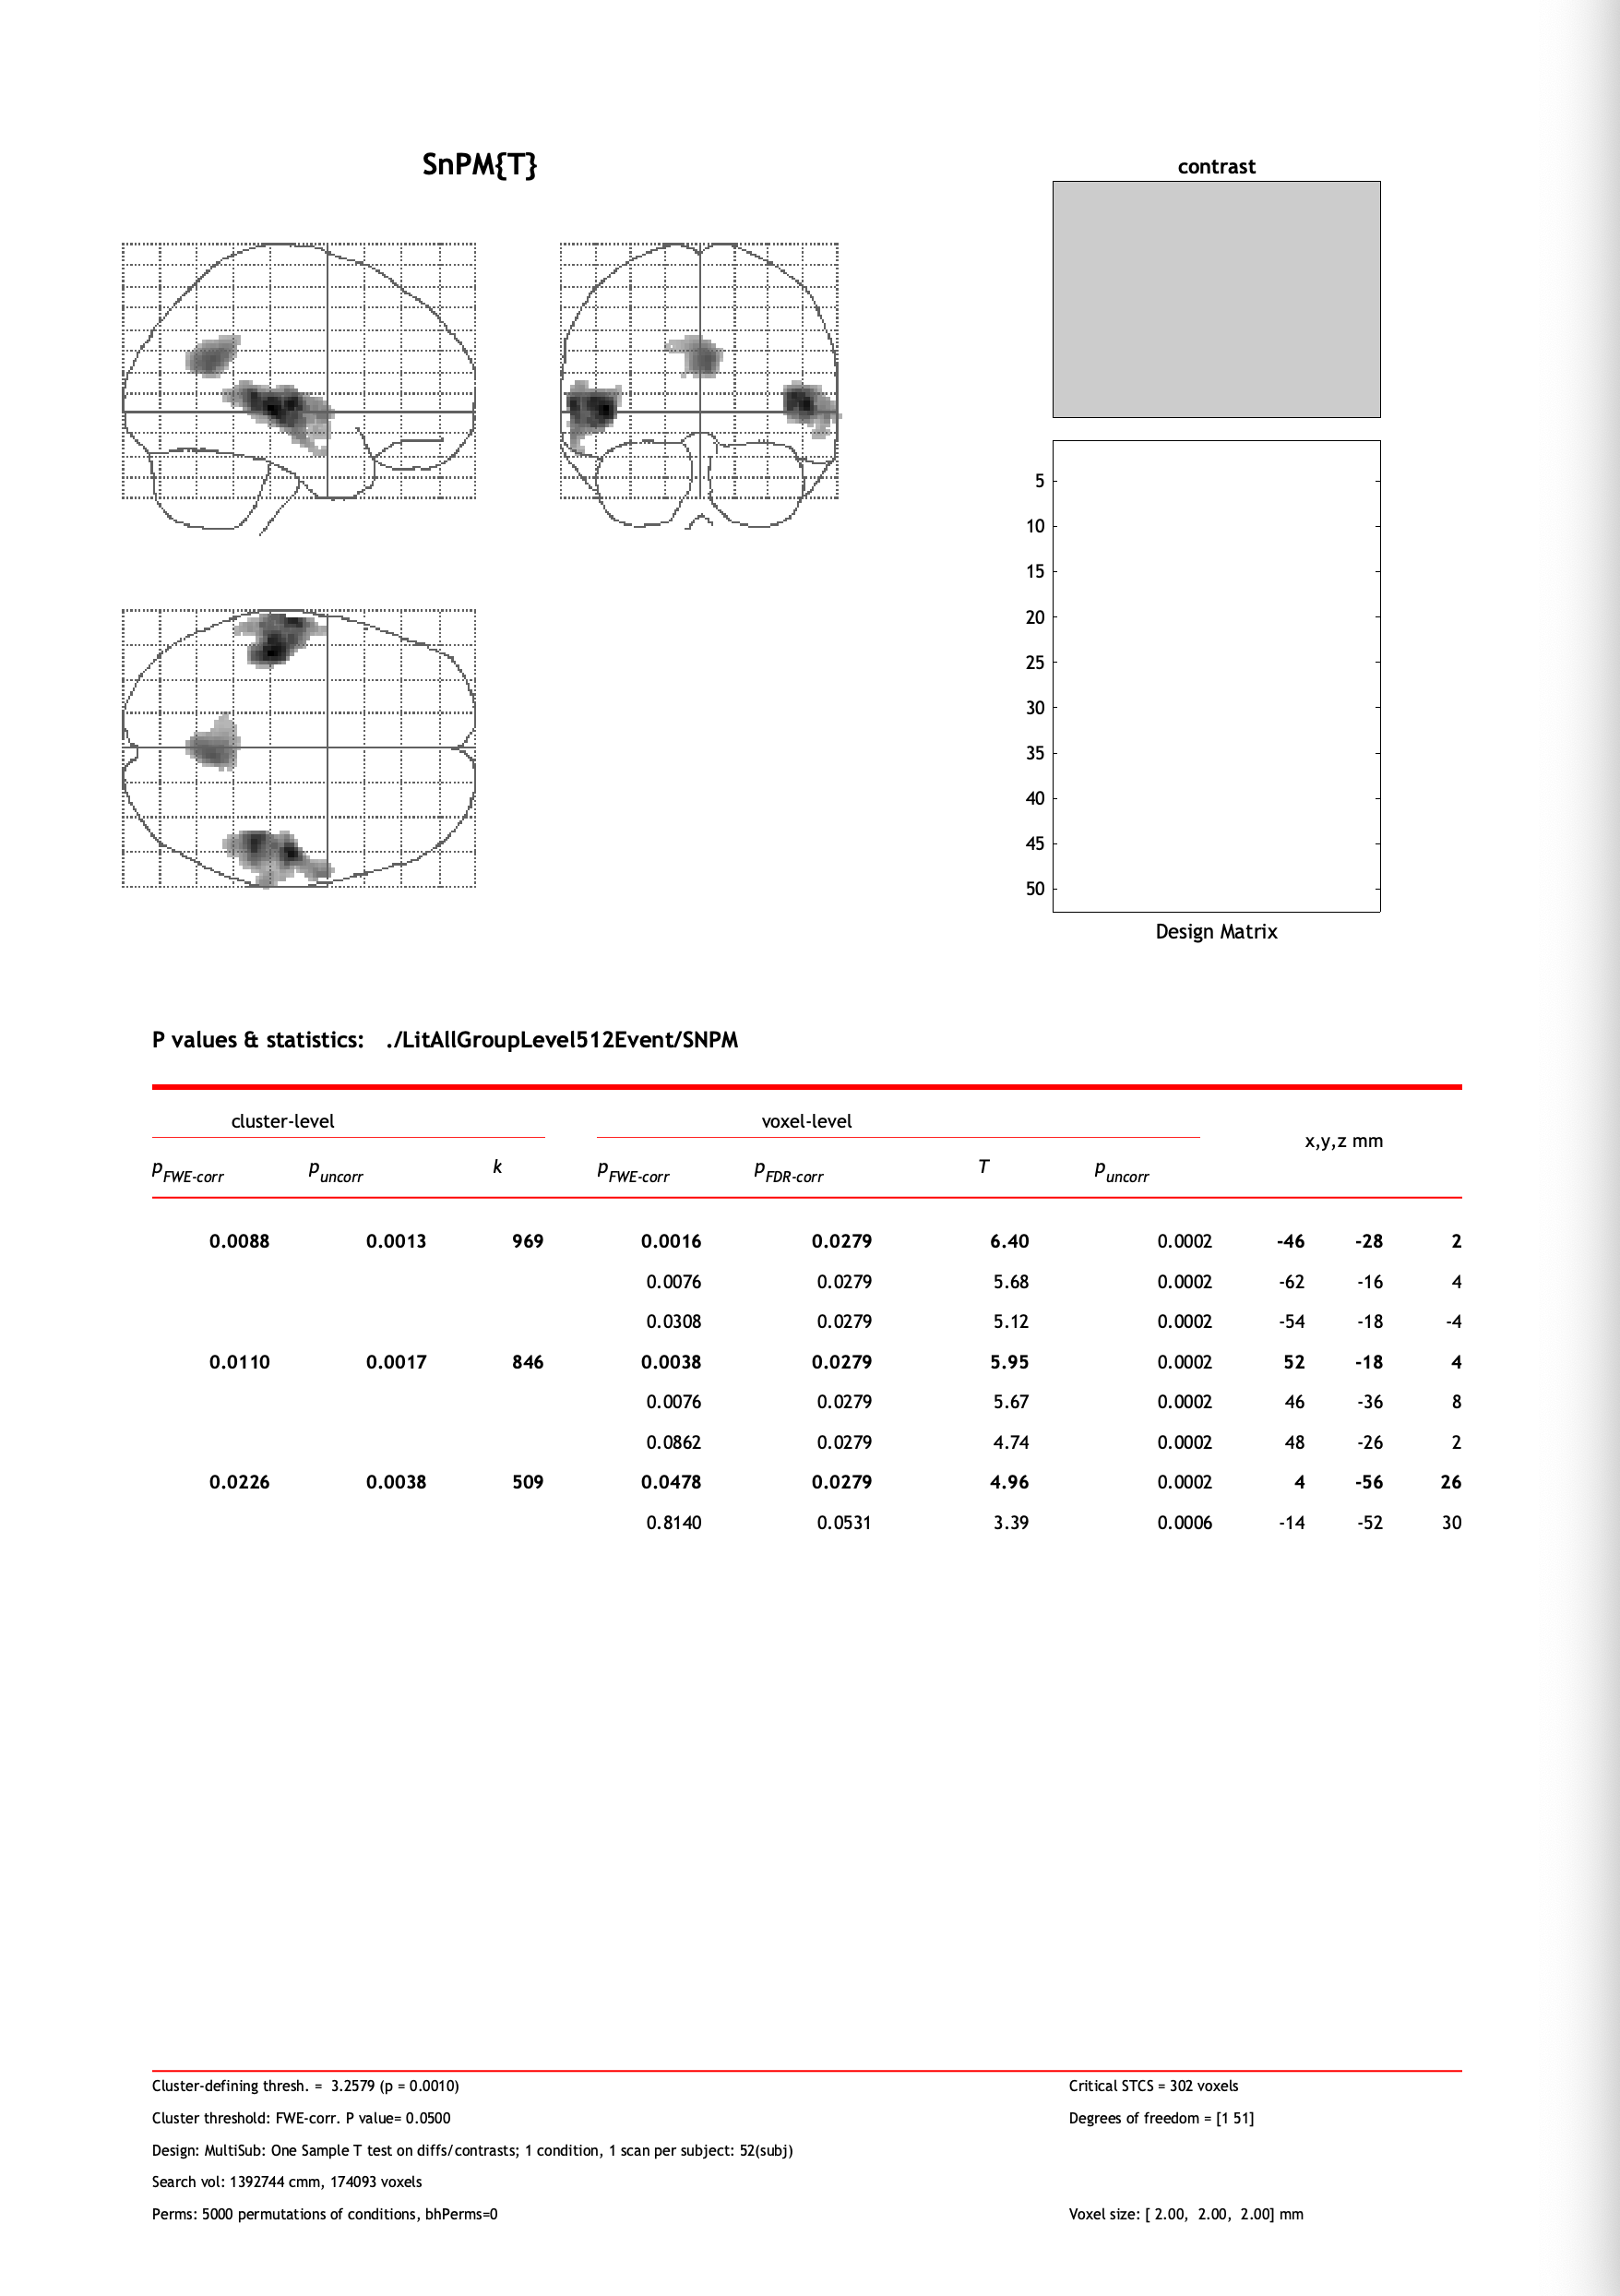 SnPM{T}
contrast
5
10
15
20
25
30
35
40
45
50
Design Matrix
P values & statistics: ./LitAllGroupLevel512Event/SNPM
cluster-level voxel-level
x,y,z mm
pFWE-corr puncorr k pFWE-corr pFDR-corr T puncorr
0.0088 0.0013 969 0.0016 0.0279 6.40 0.0002 -46 -28 2
0.0076 0.0279 5.68 0.0002 -62 -16 4
0.0308 0.0279 5.12 0.0002 -54 -18 -4
0.0110 0.0017 846 0.0038 0.0279 5.95 0.0002 52 -18 4
0.0076 0.0279 5.67 0.0002 46 -36 8
0.0862 0.0279 4.74 0.0002 48 -26 2
0.0226 0.0038 509 0.0478 0.0279 4.96 0.0002 4 -56 26
0.8140 0.0531 3.39 0.0006 -14 -52 30
Cluster-defining thresh. = 3.2579 (p = 0.0010) Critical STCS = 302 voxels
Cluster threshold: FWE-corr. P value= 0.0500 Degrees of freedom = [1 51]
Design: MultiSub: One Sample T test on diffs/contrasts; 1 condition, 1 scan per subject: 52(subj)
Search vol: 1392744 cmm, 174093 voxels
Perms: 5000 permutations of conditions, bhPerms=0 Voxel size: [ 2.00, 2.00, 2.00] mm